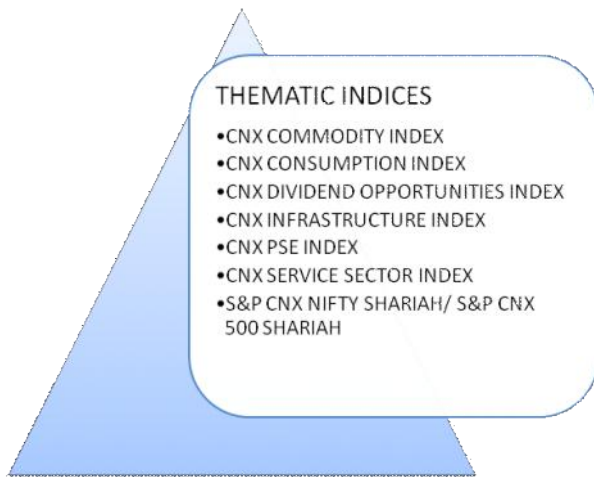 THEMATIC INDICES
•CNX COMMODITY INDEX
•CNX CONSUMPTION INDEX
•CNX DIVIDEND OPPORTUNITIES INDEX
•CNX INFRASTRUCTURE INDEX
•CNX PSE INDEX
•CNX SERVICE SECTOR INDEX
•S&P CNX NIFTY SHARIAH/ S&P CNX
500 SHARIAH